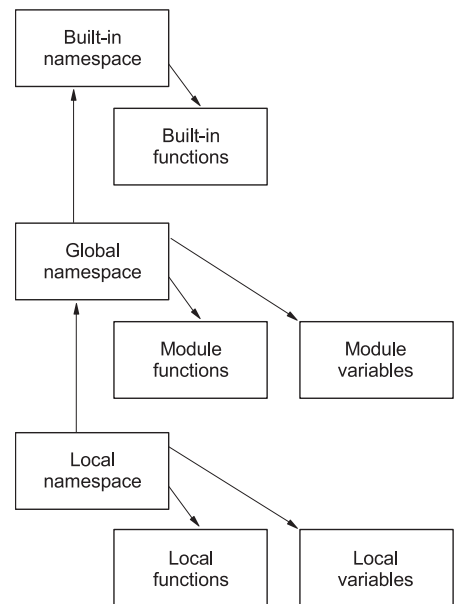 Built-in
namespace
Built-in
functions
Global
namespace
Module
functions
Module
variables
Local
namespace
Local
functions
Local
variables